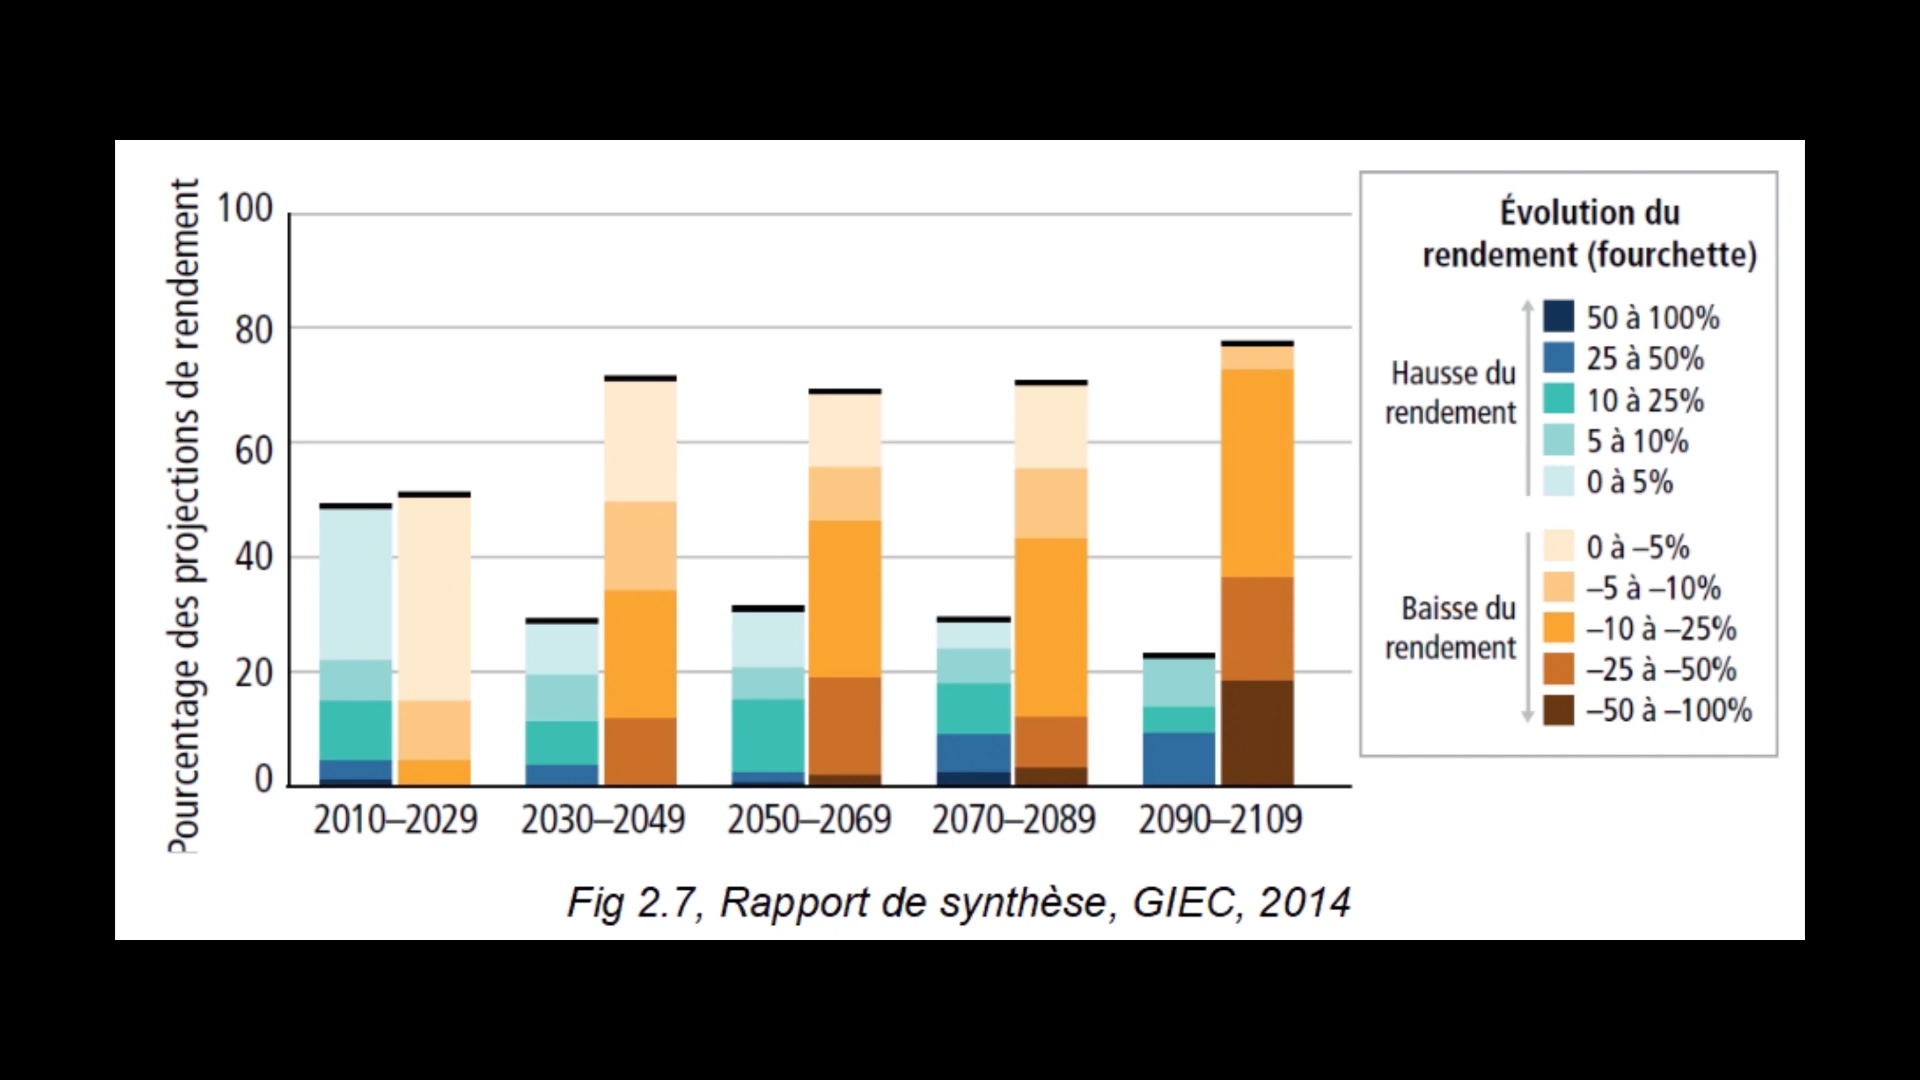 Pourcentage des projections de rendement
100
80
60
40
20
0
2010–2029 2030–2049 2050–2069 2070–2089 2090–2109
Évolution du
rendement (fourchette)
Hausse du
rendement
50 à 100%
25 à 50%
10 à 25%
5 à 10%
0 à 5%
Baisse du
rendement
0 à –5%
–5 à –10%
–10 à –25%
–25 à –50%
–50 à –100%
Fig 2.7, Rapport de synthèse, GIEC, 2014